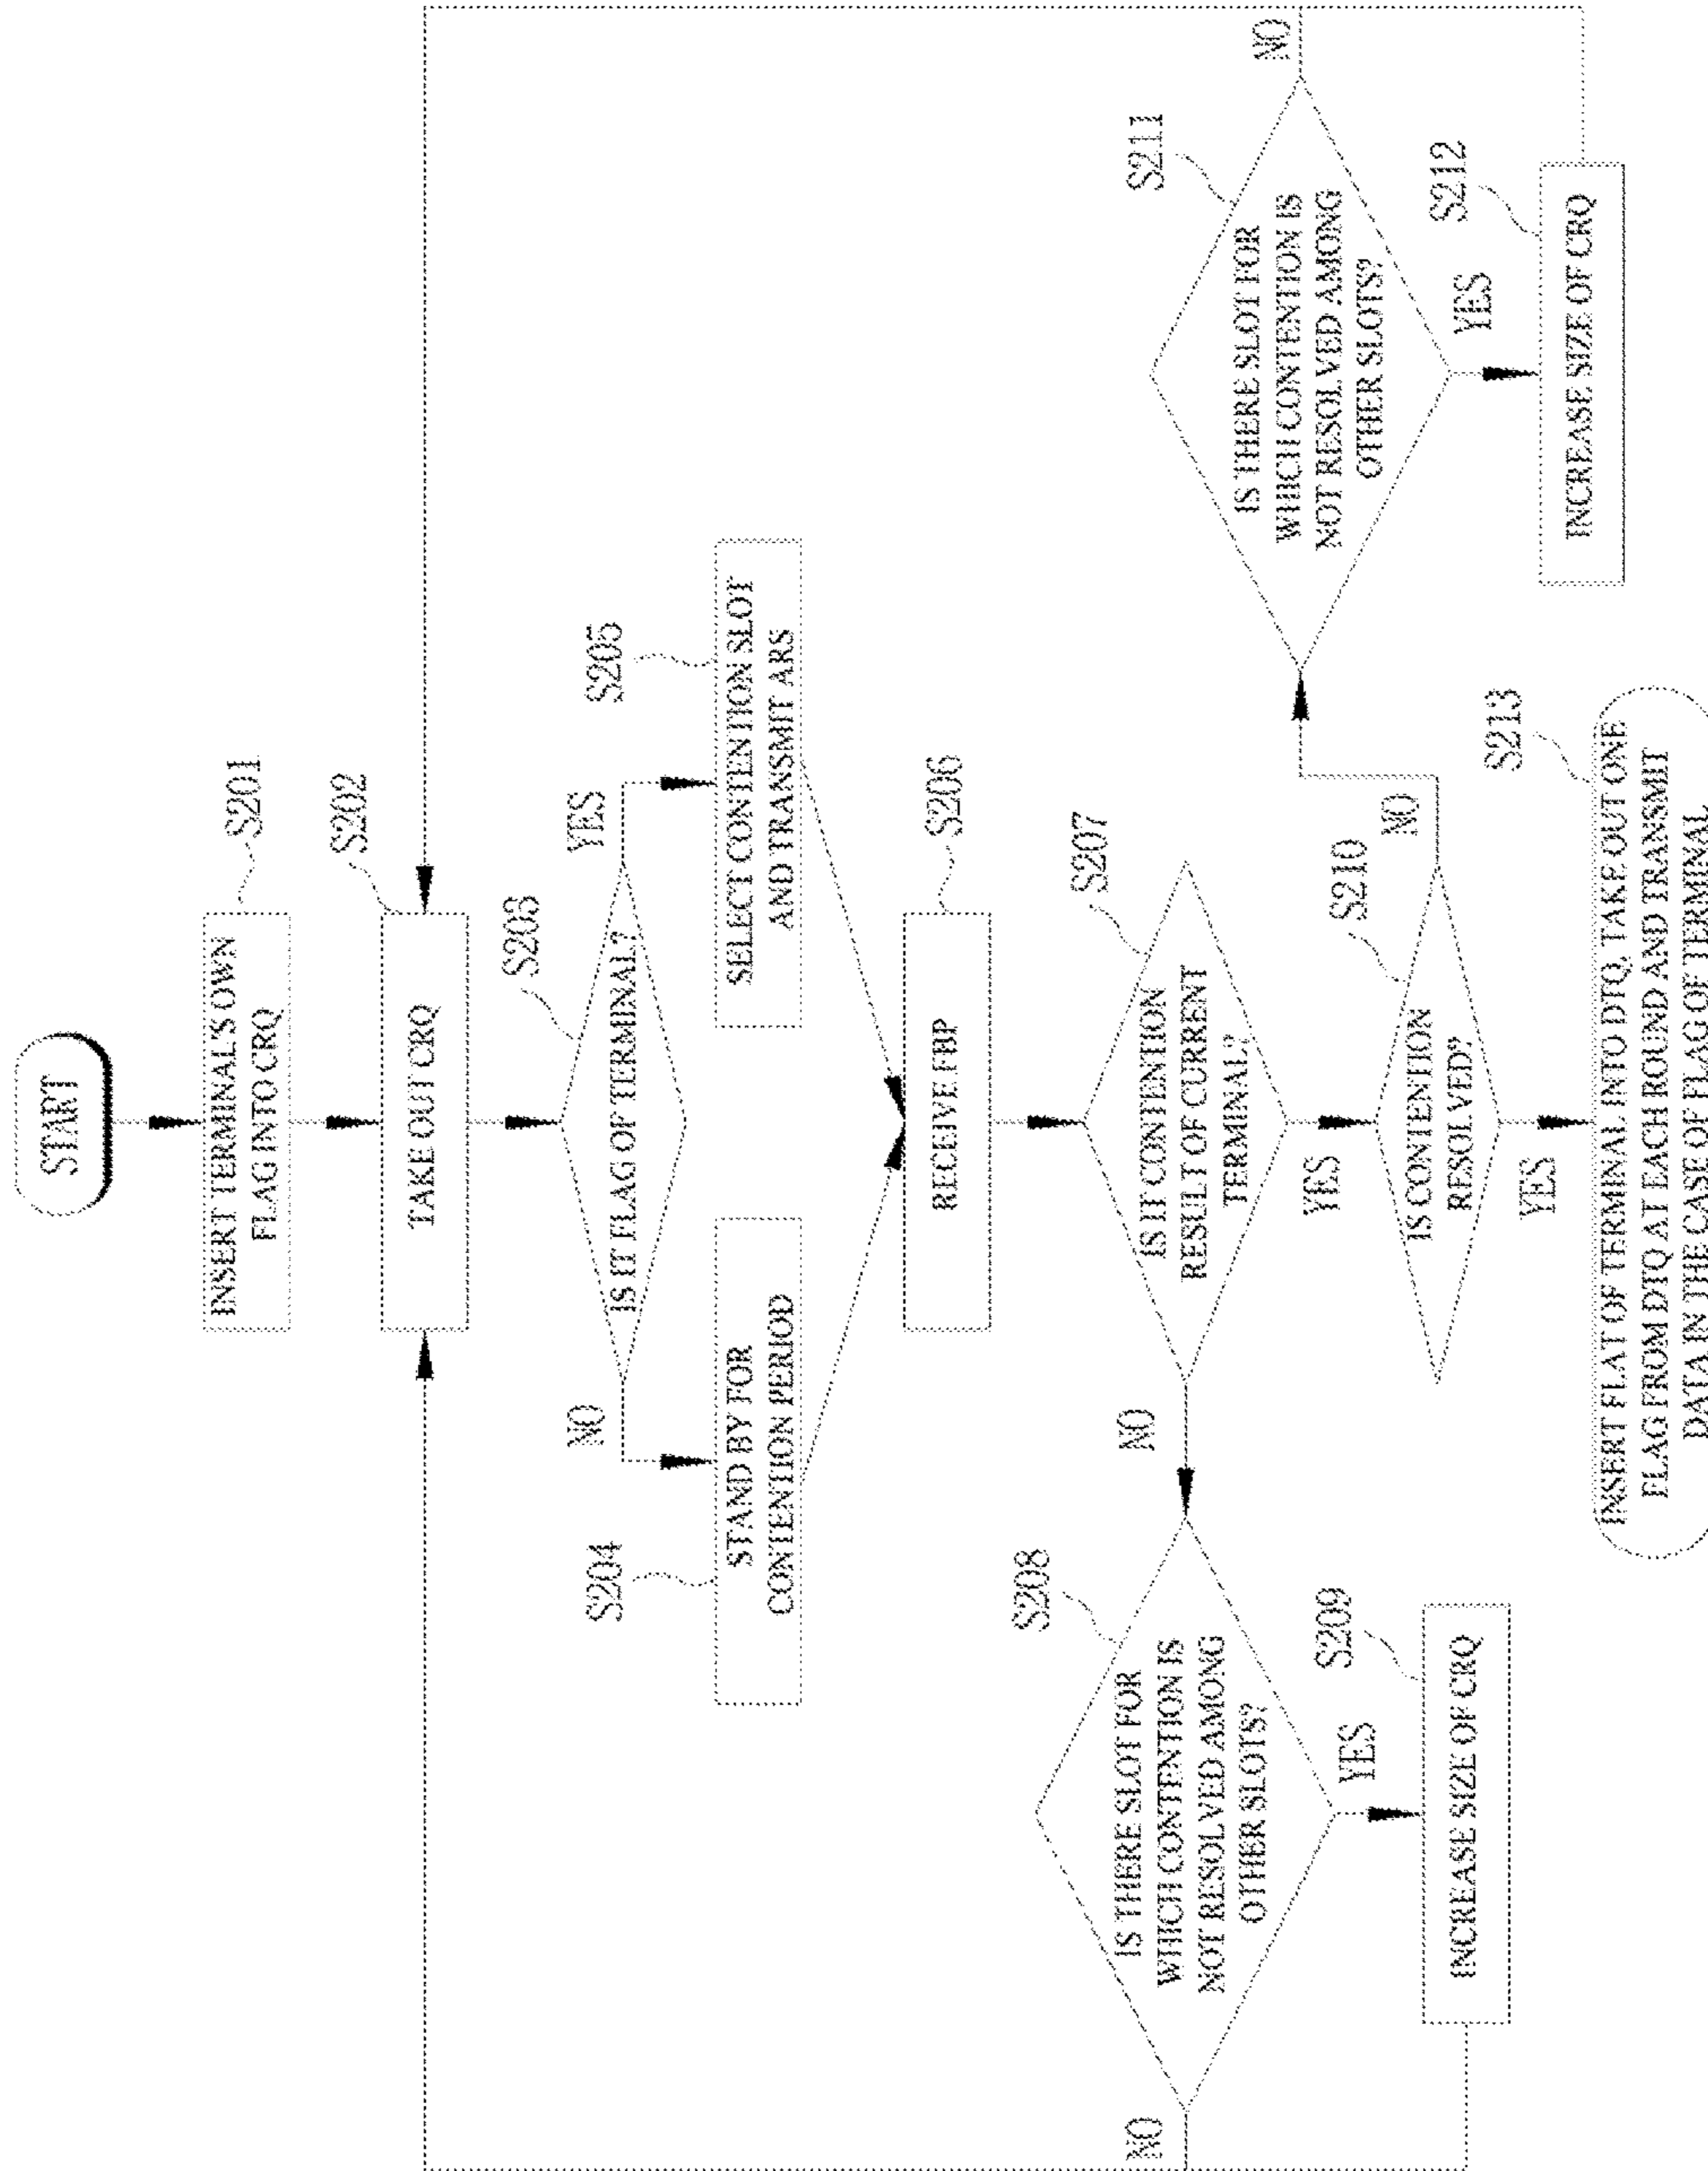 START
S201
INSERT TERMINAL'S OWN
FLAG INTO CRQ
S202
TAKE OUT CRQ
S203
IS IT FLAG OF TERMINAL?
NO
YES
S204
STAND BY FOR
CONTENTION PERIOD
S205
SELECT CONTENTION SLOT
AND TRANSMIT ARS
S206
RECEIVE FBP
S207
IS IT CONTENTION
RESULT OF CURRENT
TERMINAL?
NO
YES
S208
IS THERE SLOT FOR
WHICH CONTENTION IS
NOT RESOLVED AMONG
OTHER SLOTS?
NO
YES
S209
INCREASE SIZE OF CRQ
S210
IS CONTENTION
RESOLVED?
NO
YES
S211
IS THERE SLOT FOR
WHICH CONTENTION IS
NOT RESOLVED AMONG
OTHER SLOTS?
NO
YES
S212
INCREASE SIZE OF CRQ
S213
INSERT FLAT OF TERMINAL INTO DTQ, TAKE OUT ONE
FLAG FROM DTQ AT EACH ROUND AND TRANSMIT
DATA IN THE CASE OF FLAG OF TERMINAL